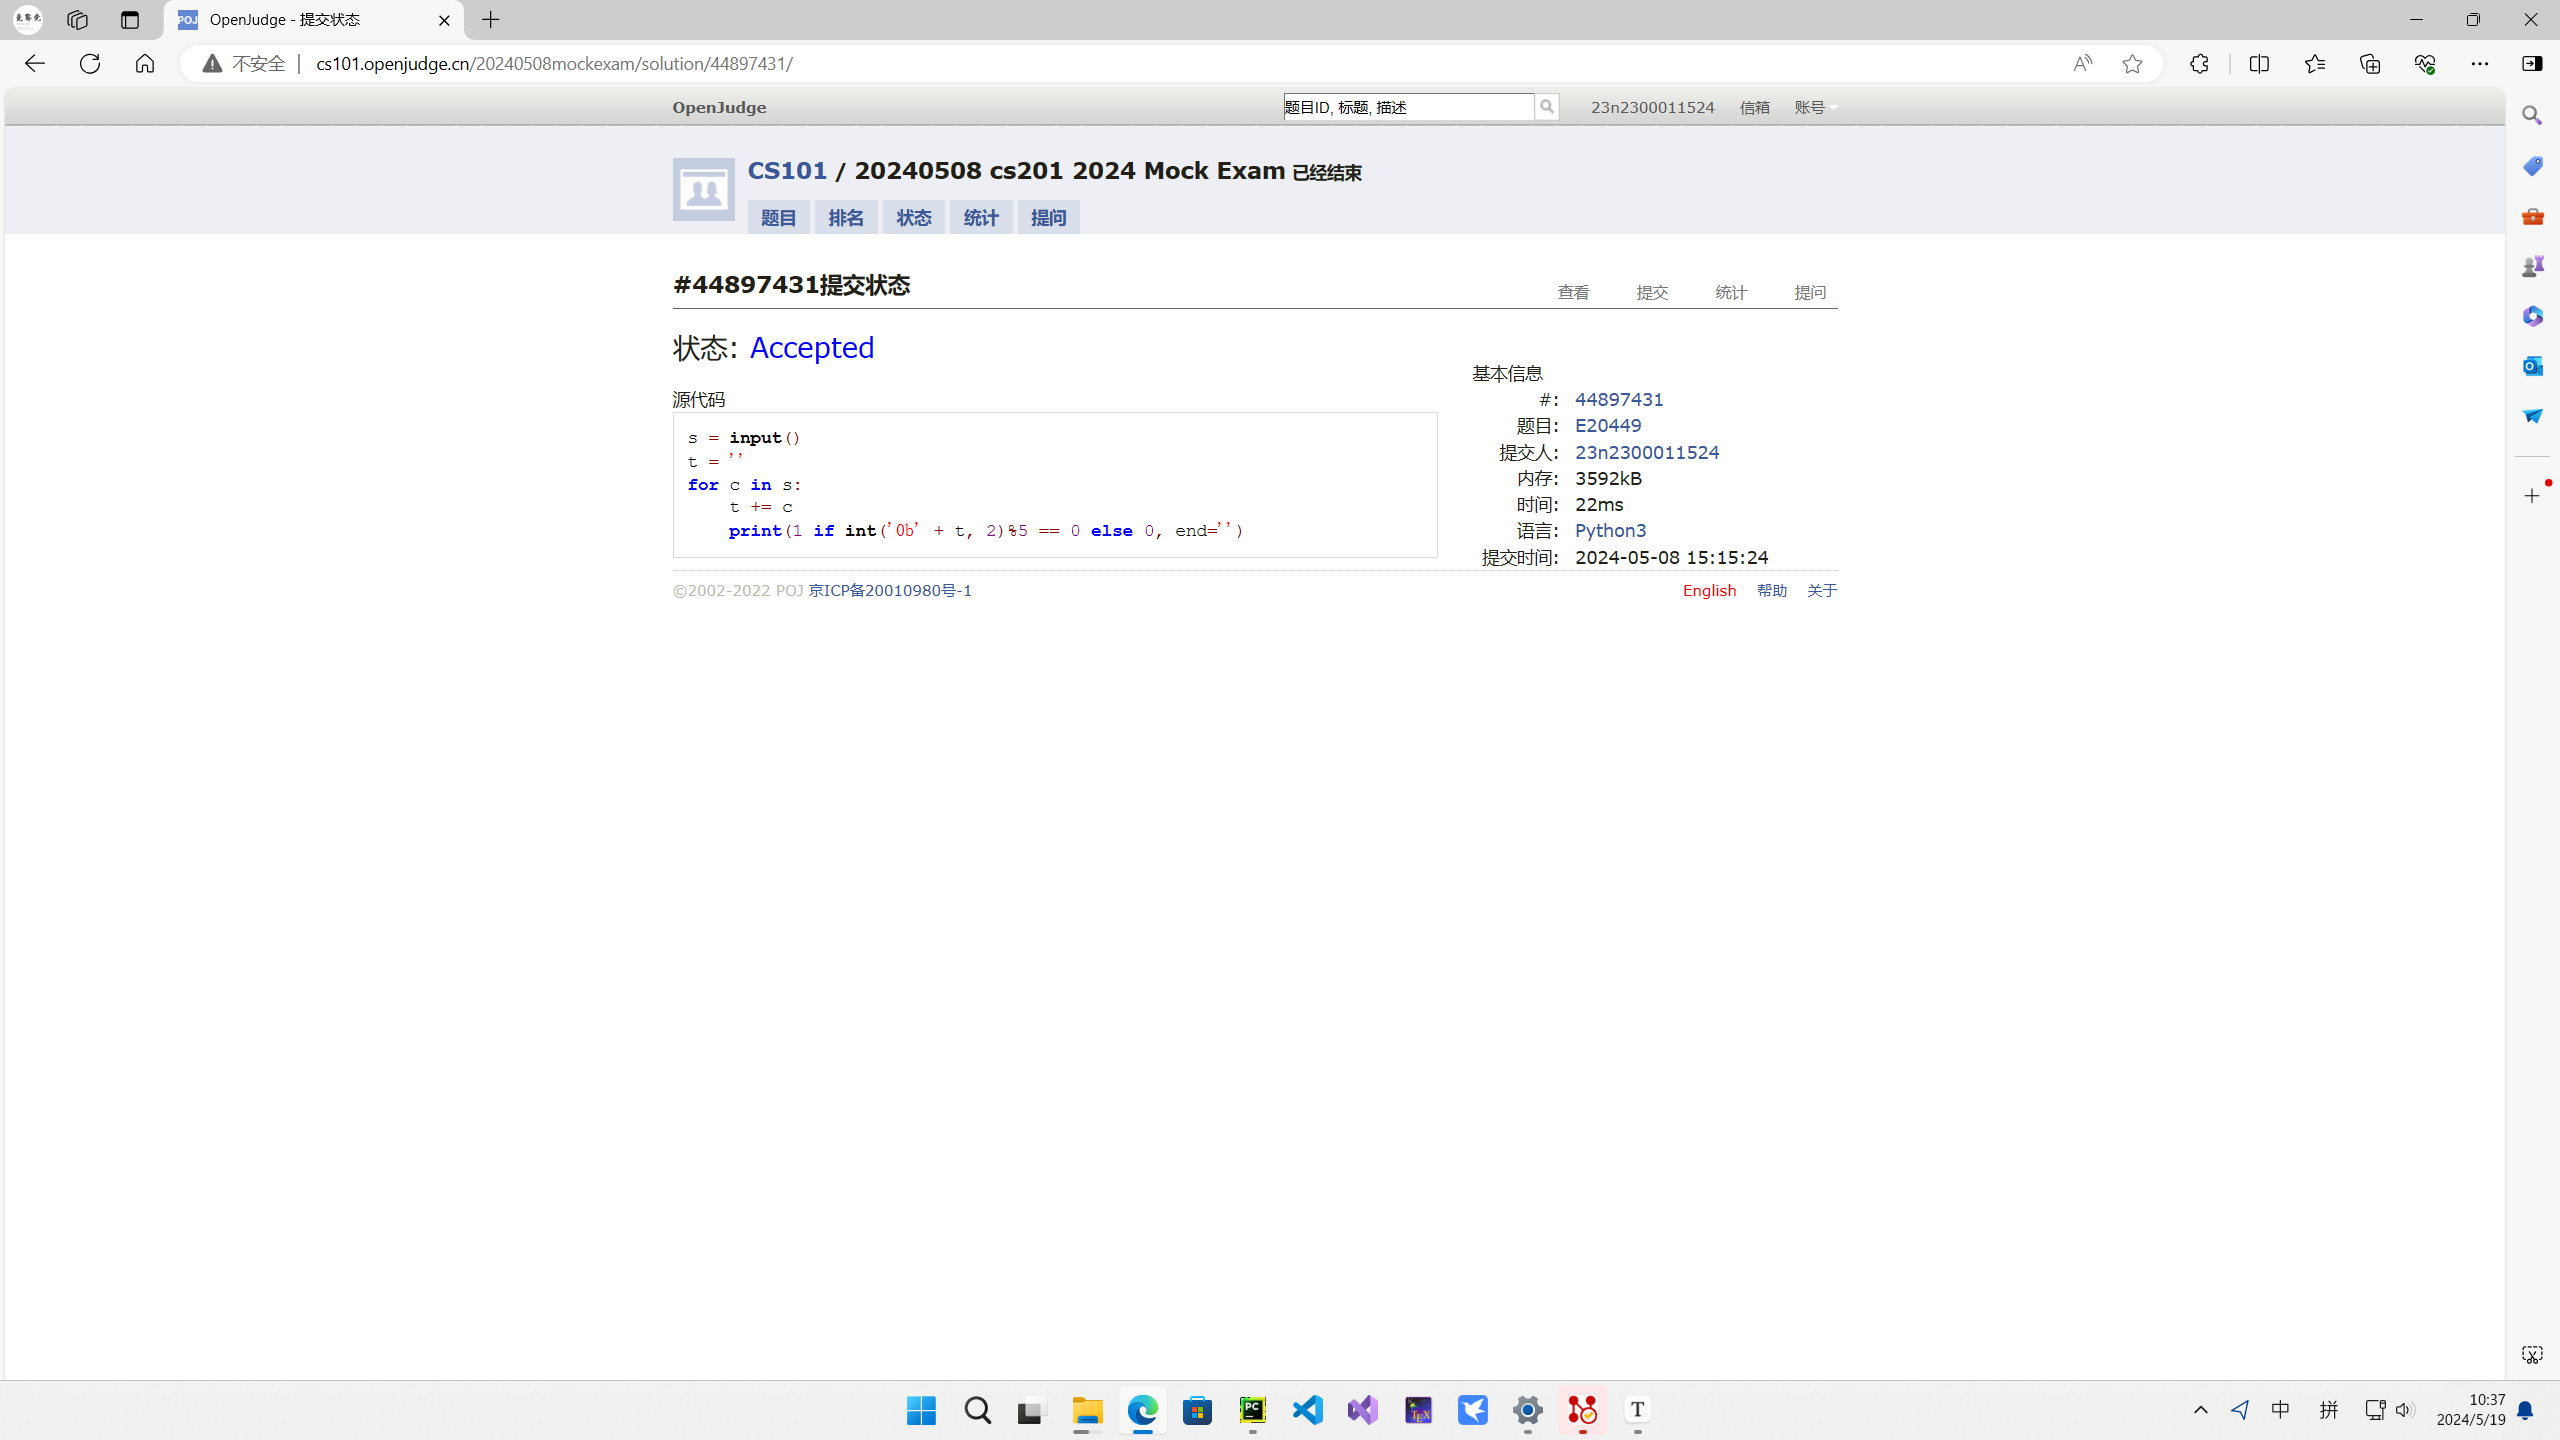 OpenJudge - 提交状态
不安全
cs101.openjudge.cn/20240508mockexam/solution/44897431/
OpenJudge
题目ID, 标题, 描述
23n2300011524 信箱 账号
CS101 / 20240508 cs201 2024 Mock Exam 已经结束
题目 排名 状态 统计 提问
#44897431提交状态
查看 提交 统计 提问
状态: Accepted
源代码
s = input()
t = ''
for c in s:
    t += c
    print(1 if int('0b' + t, 2)%5 == 0 else 0, end='')
基本信息
#: 44897431
题目: E20449
提交人: 23n2300011524
内存: 3592kB
时间: 22ms
语言: Python3
提交时间: 2024-05-08 15:15:24
©2002-2022 POJ 京ICP备20010980号-1
English 帮助 关于
中 拼
10:37
2024/5/19